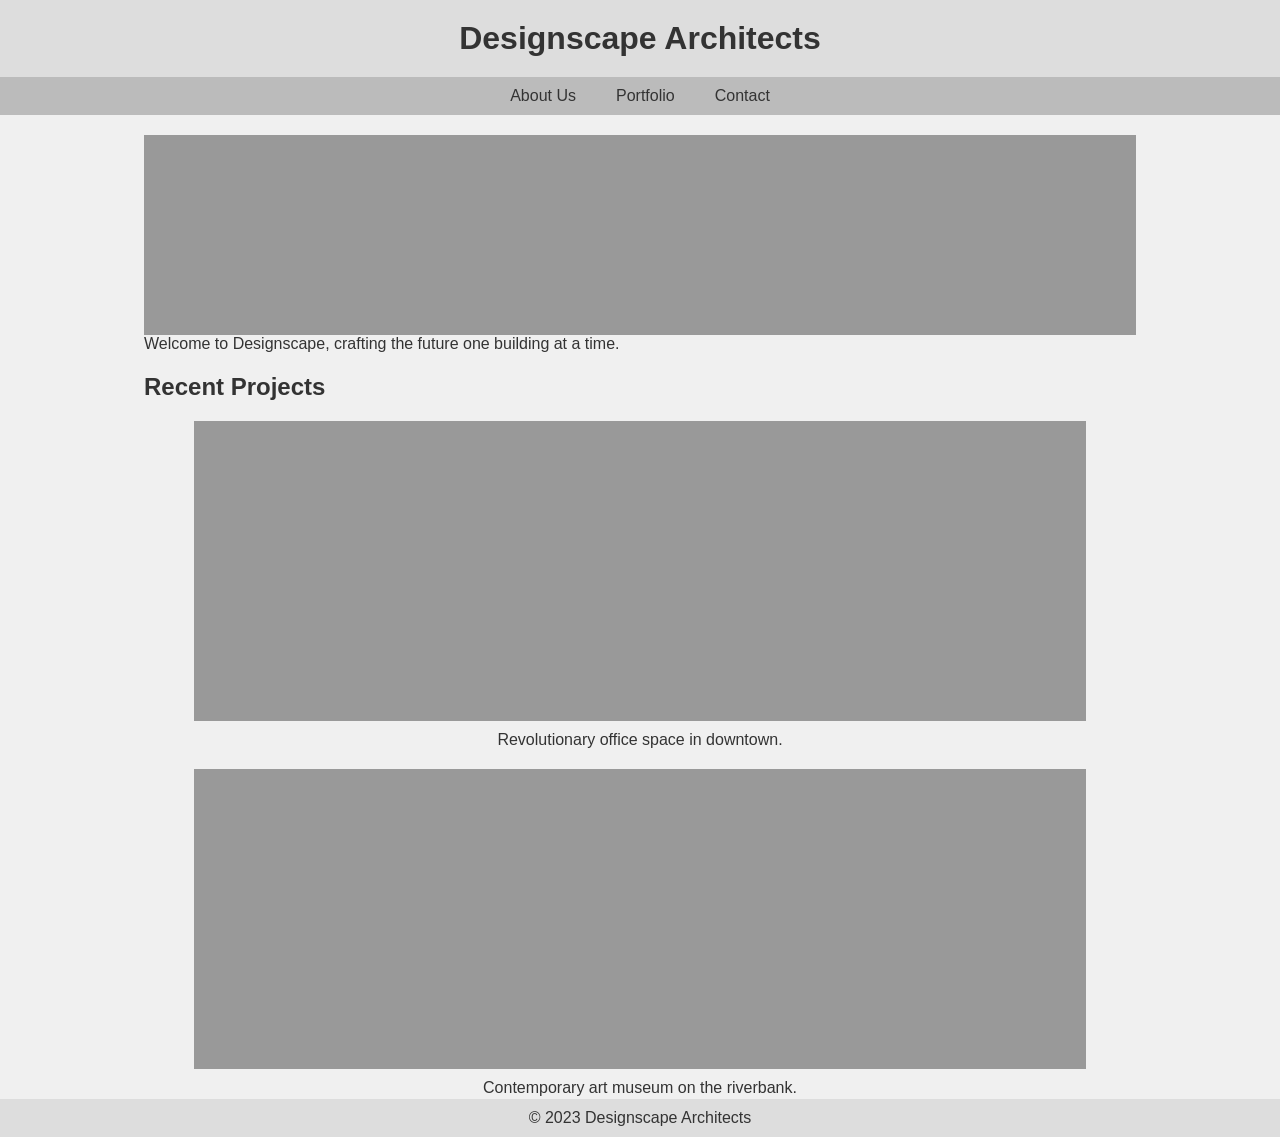 Designscape Architects
About Us Portfolio Contact
Welcome to Designscape, crafting the future one building at a time.
Recent Projects
Revolutionary office space in downtown.
Contemporary art museum on the riverbank.
© 2023 Designscape Architects